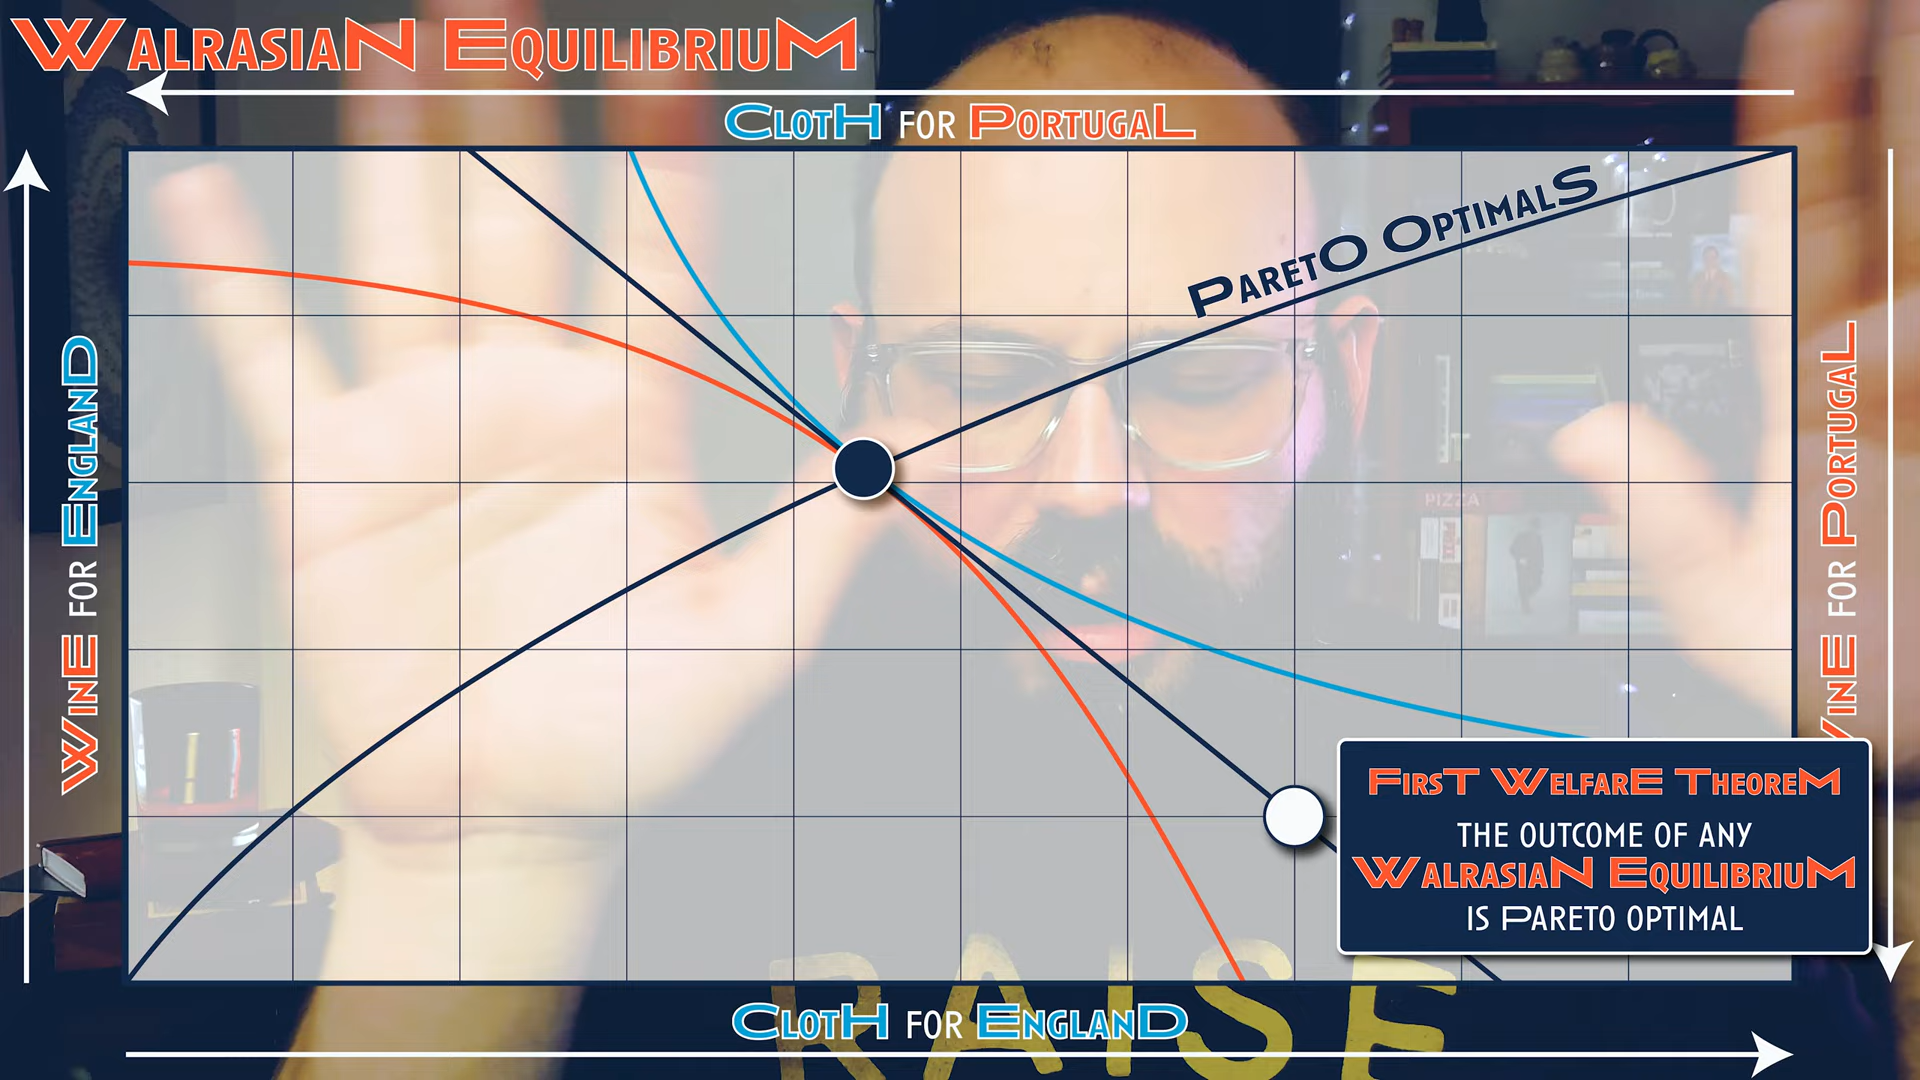 Walrasian Equilibrium
Cloth for Portugal
Pareto Optimals
Wine for England
Wine for Portugal
PIZZA
First Welfare Theorem
the outcome of any
Walrasian Equilibrium
is Pareto optimal
Cloth for England
RAISE